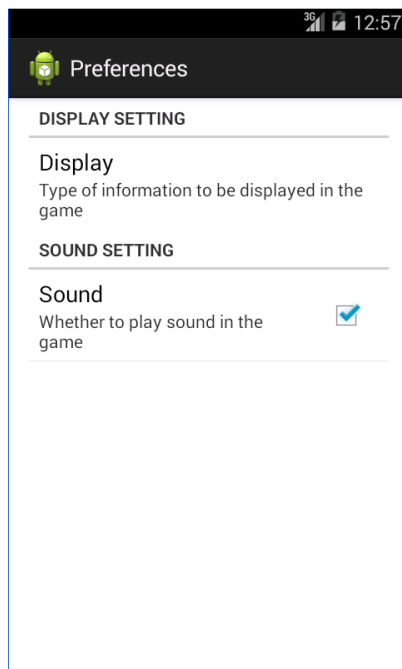 3G 12:57
Preferences
DISPLAY SETTING
Display
Type of information to be displayed in the
game
SOUND SETTING
Sound
Whether to play sound in the
game